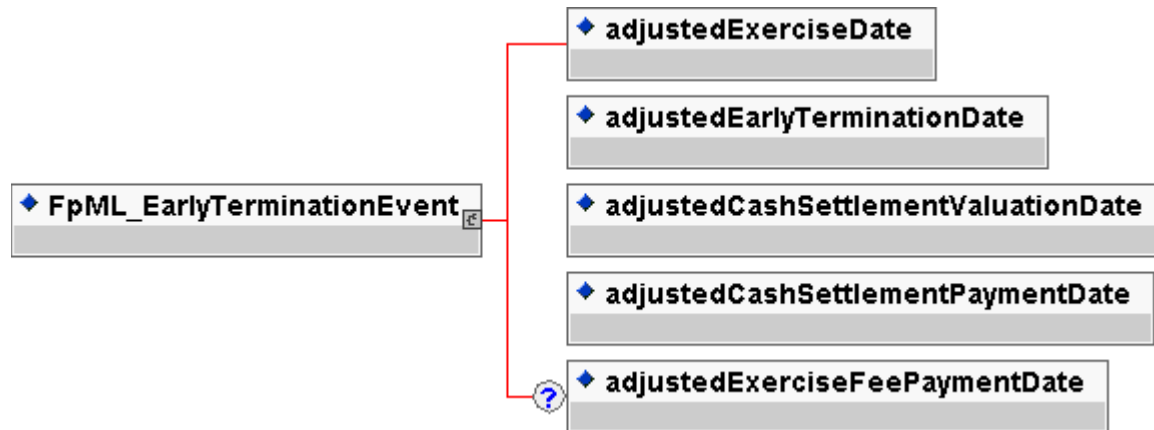 adjustedExerciseDate
adjustedEarlyTerminationDate
FpML_EarlyTerminationEvent
adjustedCashSettlementValuationDate
adjustedCashSettlementPaymentDate
?
adjustedExerciseFeePaymentDate